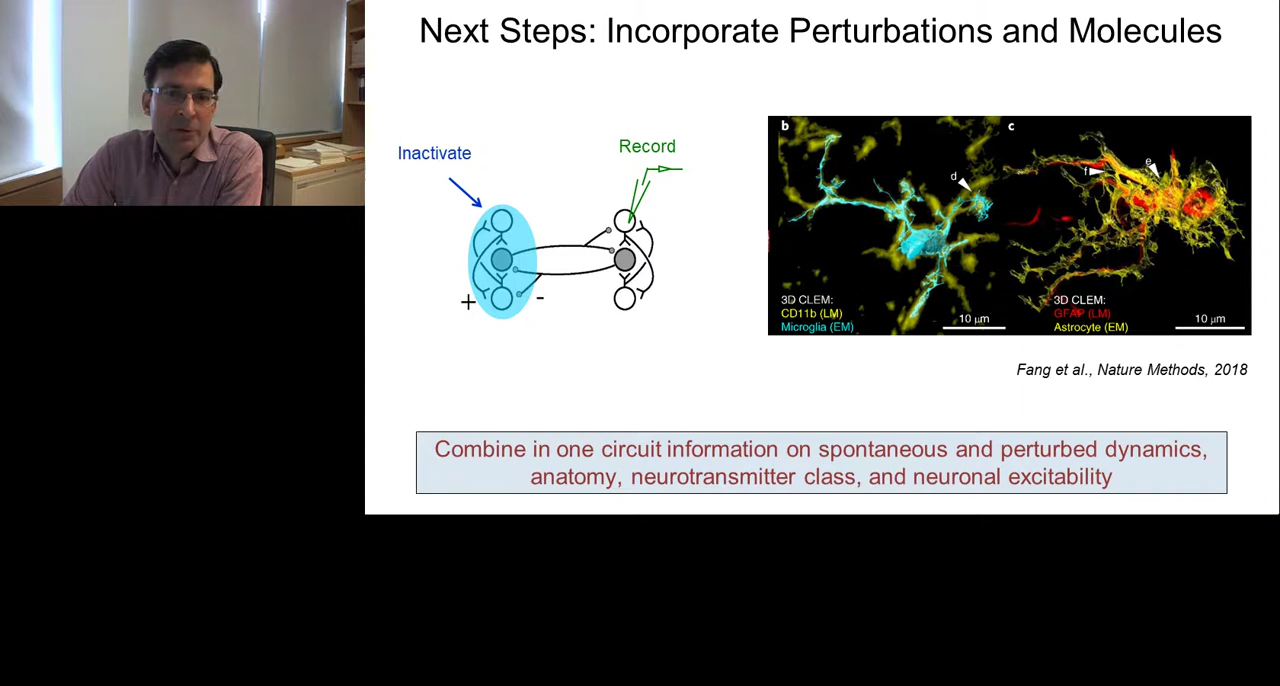 Next Steps: Incorporate Perturbations and Molecules
Inactivate
Record
+
-
b
c
d
e
f
3D CLEM:
CD11b (LM)
Microglia (EM)
10 μm
3D CLEM:
GFAP (LM)
Astrocyte (EM)
10 μm
Fang et al., Nature Methods, 2018
Combine in one circuit information on spontaneous and perturbed dynamics,
anatomy, neurotransmitter class, and neuronal excitability